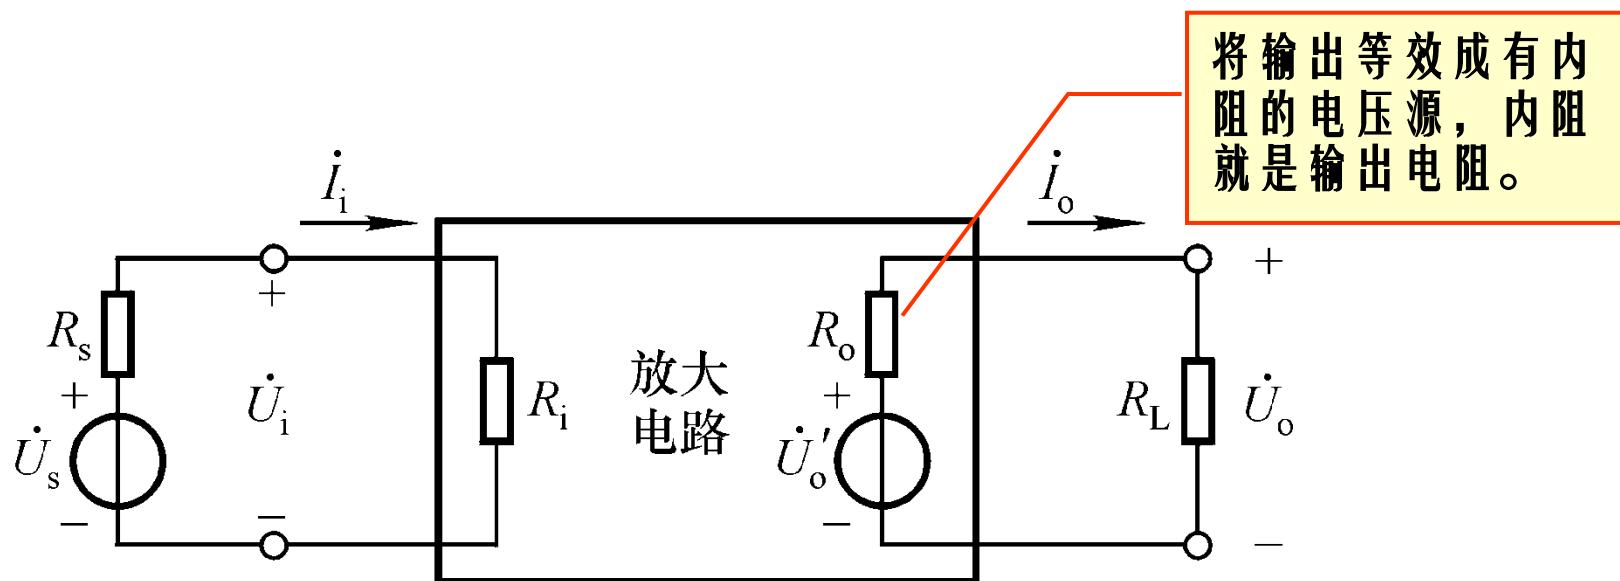 将输出等效成有内
阻的电压源，内阻
就是输出电阻。
İi
İo
+
+
Rs
Ro
放大
+
U̇i
Ri
+
RL
U̇o
电路
U̇s
U̇o′
−
−
−
−